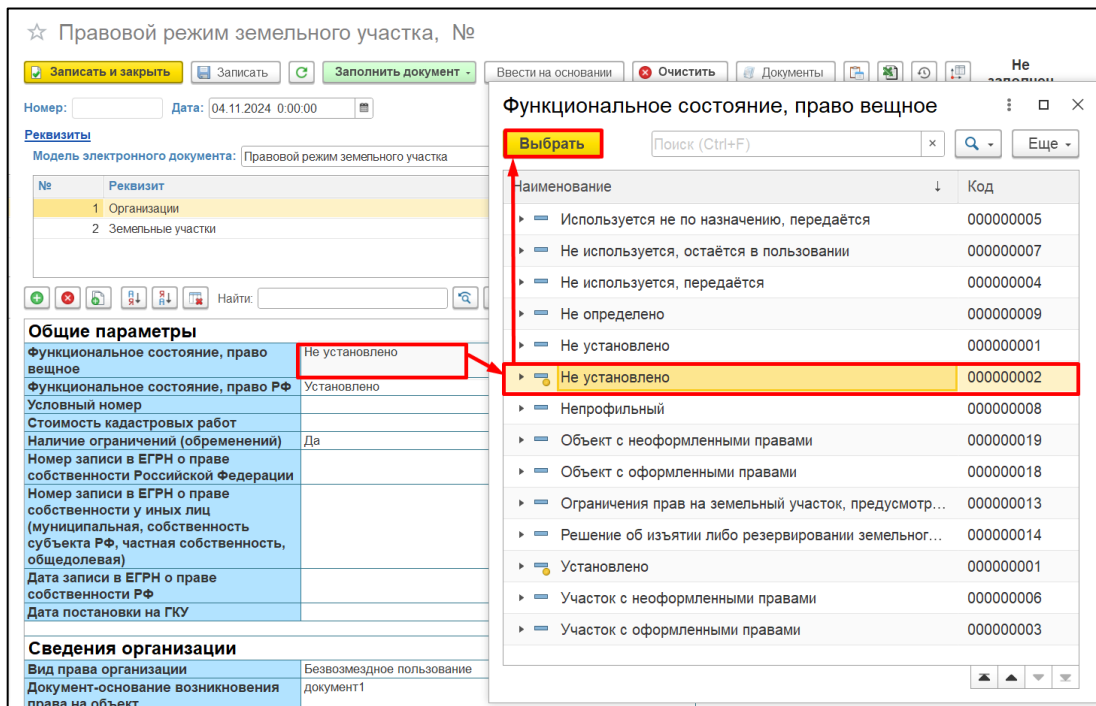 Правовой режим земельного участка, №
Записать и закрыть Записать Заполнить документ Ввести на основании Очистить Документы Не
Номер: Дата: 04.11.2024 0:00:00
Реквизиты
Модель электронного документа: Правовой режим земельного участка
№ Реквизит
1 Организации
2 Земельные участки
Найти:
Общие параметры
Функциональное состояние, право Не установлено
вещное
Функциональное состояние, право РФ Установлено
Условный номер
Стоимость кадастровых работ
Наличие ограничений (обременений) Да
Номер записи в ЕГРН о праве
собственности Российской Федерации
Номер записи в ЕГРН о праве
собственности у иных лиц
(муниципальная, собственность
субъекта РФ, частная собственность,
общедолевая)
Дата записи в ЕГРН о праве
собственности РФ
Дата постановки на ГКУ
Сведения организации
Вид права организации Безвозмездное пользование
Документ-основание возникновения документ1
права на объект
Функциональное состояние, право вещное
Выбрать Поиск (Ctrl+F) × Еще
Наименование ↓ Код
Используется не по назначению, передаётся 000000005
Не используется, остаётся в пользовании 000000007
Не используется, передаётся 000000004
Не определено 000000009
Не установлено 000000001
Не установлено 000000002
Непрофильный 000000008
Объект с неоформленными правами 000000019
Объект с оформленными правами 000000018
Ограничения прав на земельный участок, предусмотр... 000000013
Решение об изъятии либо резервировании земельног... 000000014
Установлено 000000001
Участок с неоформленными правами 000000006
Участок с оформленными правами 000000003